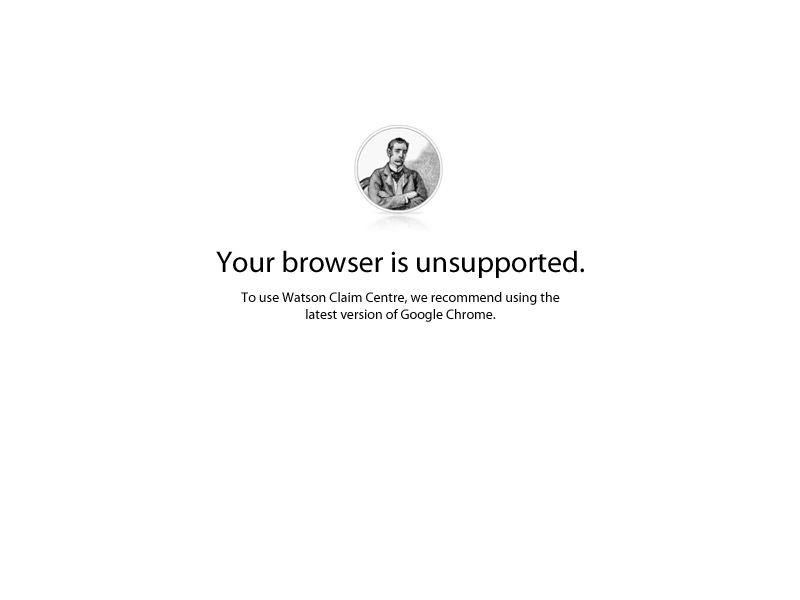 Your browser is unsupported.
To use Watson Claim Centre, we recommend using the
latest version of Google Chrome.